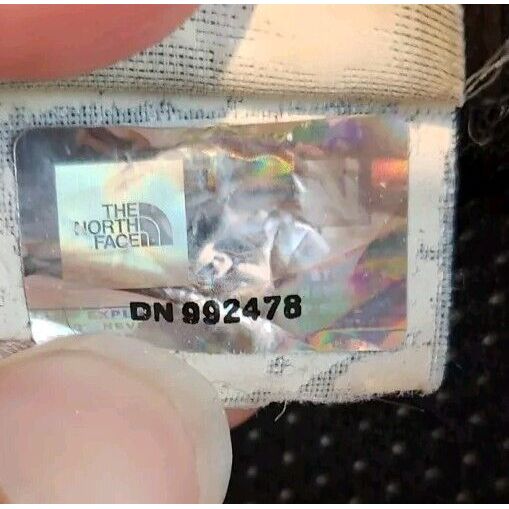 THE
NORTH
FACE
DN 992478